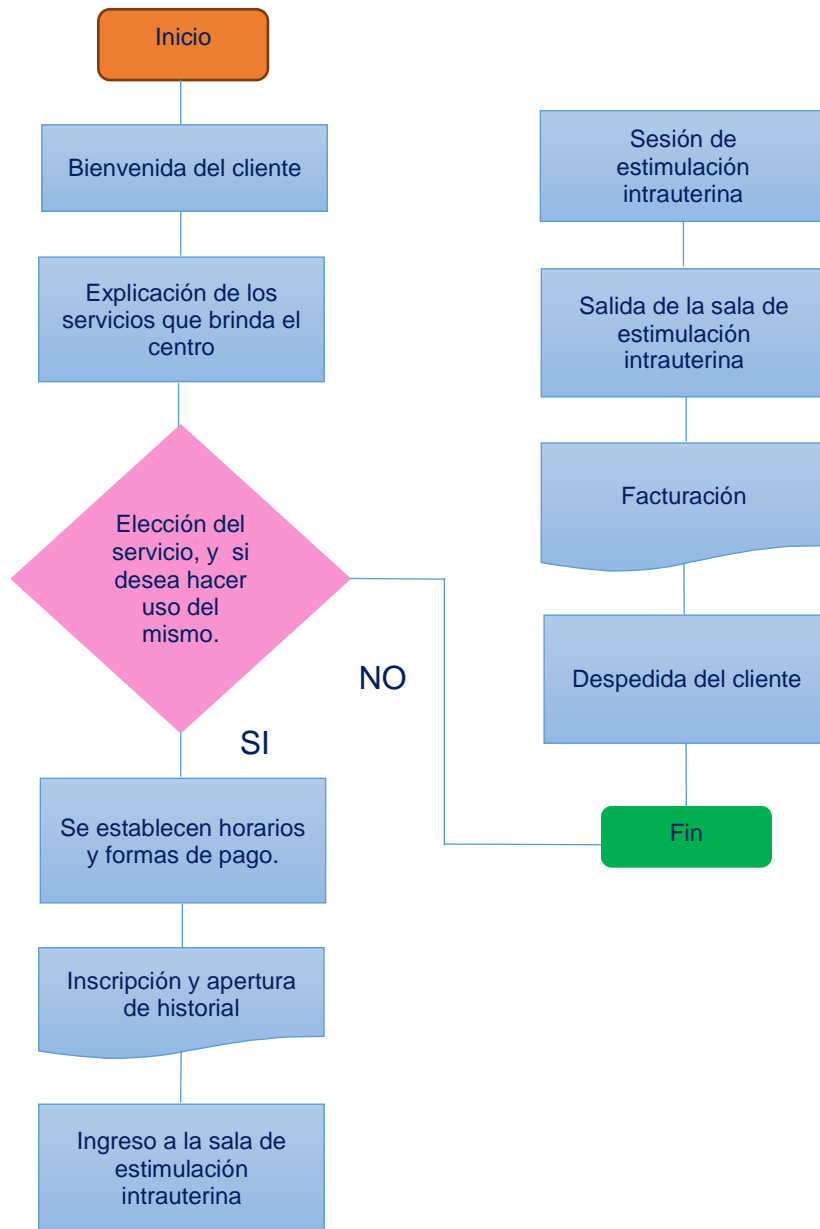 Inicio
Bienvenida del cliente
Explicación de los
servicios que brinda el
centro
Elección del
servicio, y si
desea hacer
uso del
mismo.
NO
SI
Se establecen horarios
y formas de pago.
Inscripción y apertura
de historial
Ingreso a la sala de
estimulación
intrauterina
Sesión de
estimulación
intrauterina
Salida de la sala de
estimulación
intrauterina
Facturación
Despedida del cliente
Fin